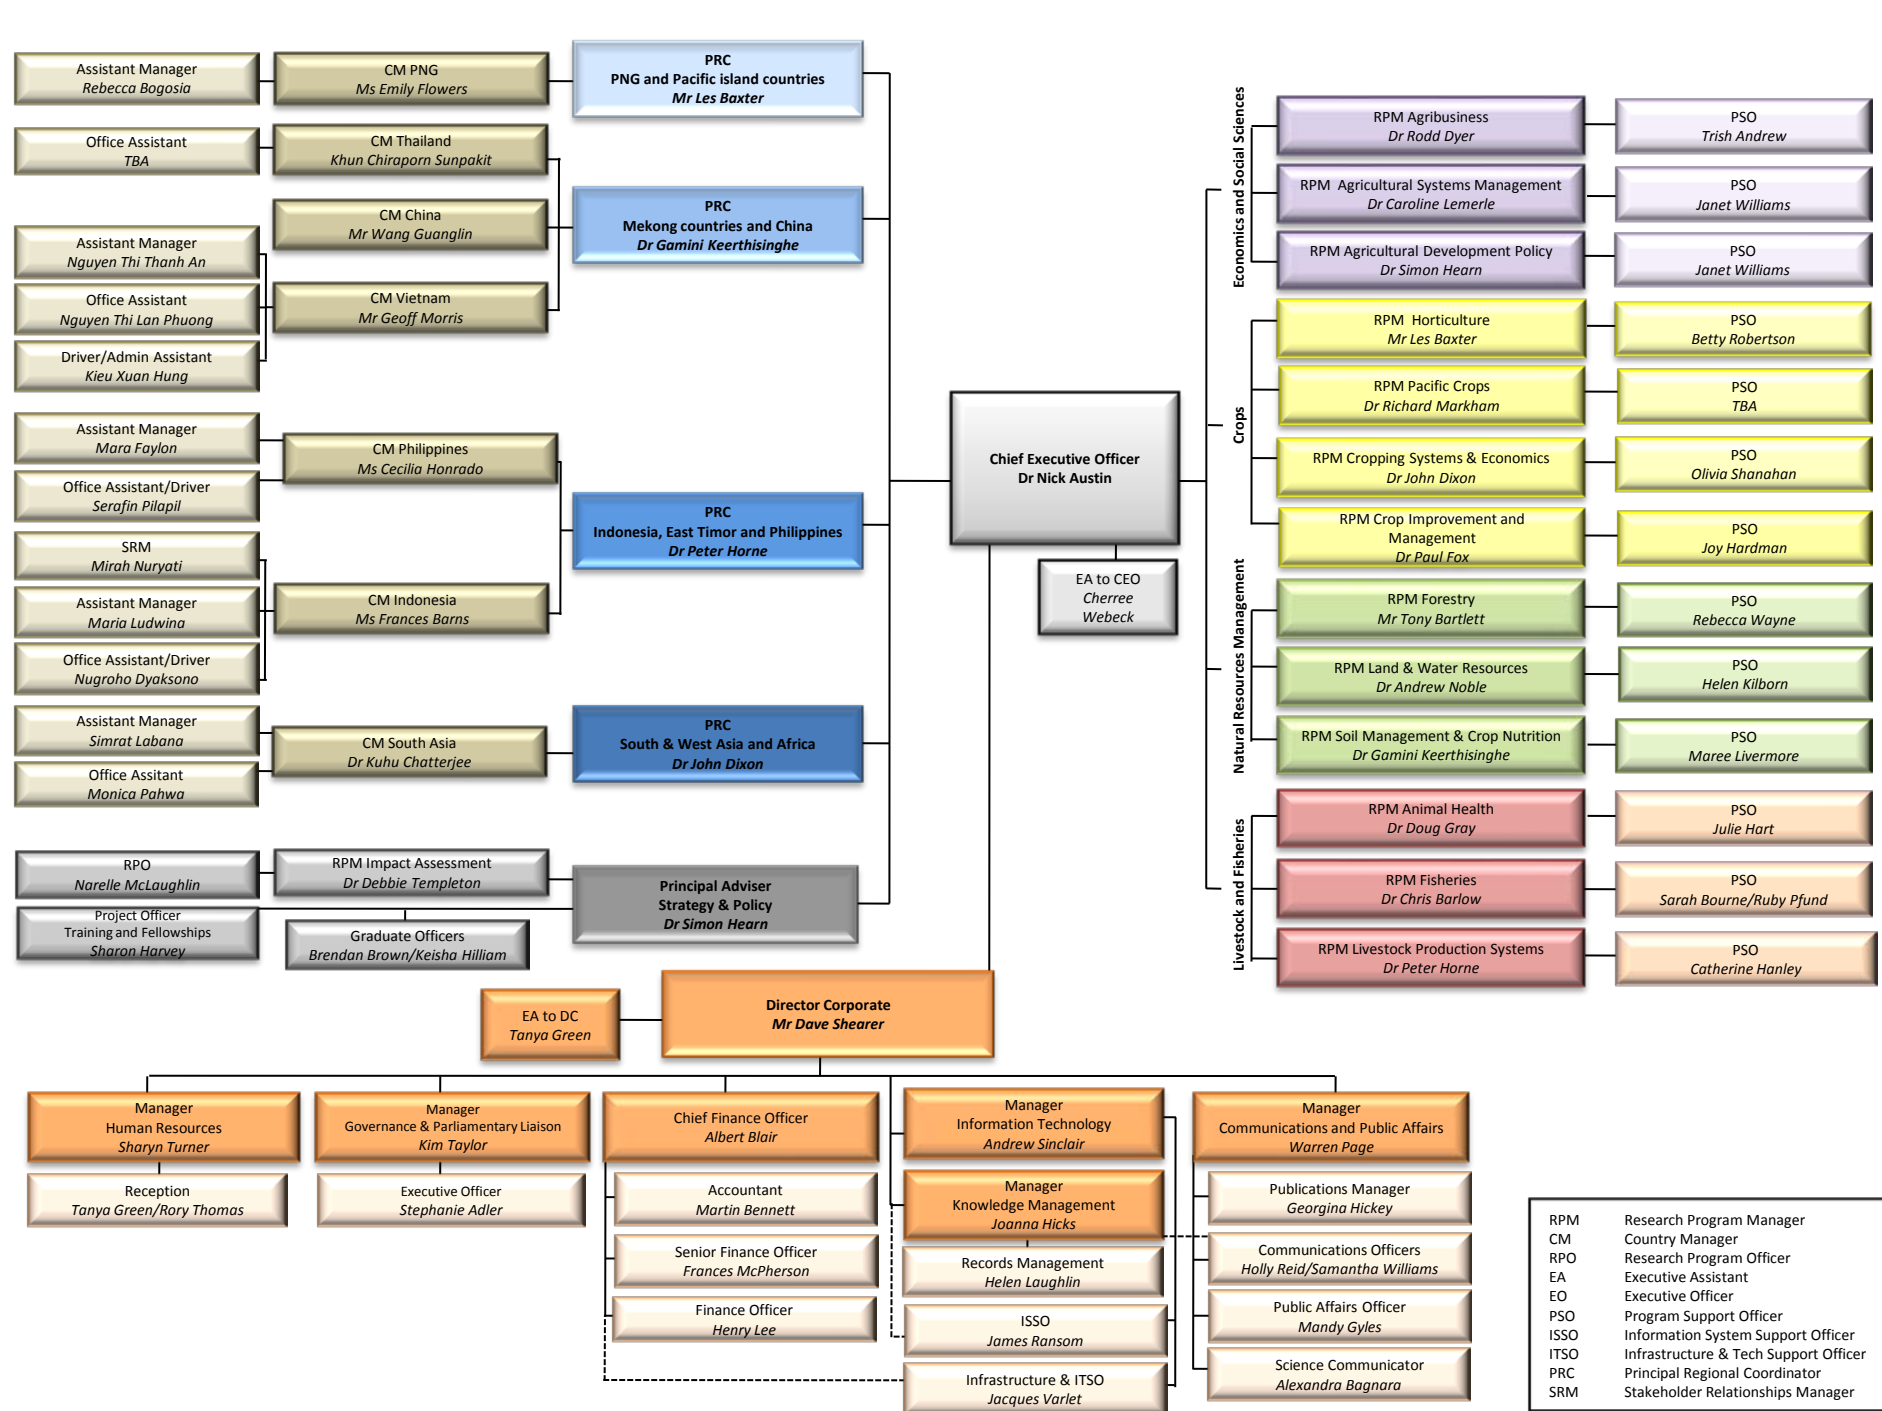 Assistant Manager
Rebecca Bogosia
CM PNG
Ms Emily Flowers
PRC
PNG and Pacific island countries
Mr Les Baxter
Office Assistant
TBA
CM Thailand
Khun Chiraporn Sunpakit
CM China
Mr Wang Guanglin
PRC
Mekong countries and China
Dr Gamini Keerthisinghe
Assistant Manager
Nguyen Thi Thanh An
Office Assistant
Nguyen Thi Lan Phuong
Driver/Admin Assistant
Kieu Xuan Hung
CM Vietnam
Mr Geoff Morris
Assistant Manager
Mara Faylon
Office Assistant/Driver
Serafin Pilapil
CM Philippines
Ms Cecilia Honrado
SRM
Mirah Nuryati
Assistant Manager
Maria Ludwina
Office Assistant/Driver
Nugroho Dyaksono
CM Indonesia
Ms Frances Barns
PRC
Indonesia, East Timor and Philippines
Dr Peter Horne
Assistant Manager
Simrat Labana
Office Assitant
Monica Pahwa
CM South Asia
Dr Kuhu Chatterjee
PRC
South & West Asia and Africa
Dr John Dixon
RPO
Narelle McLaughlin
RPM Impact Assessment
Dr Debbie Templeton
Project Officer
Training and Fellowships
Sharon Harvey
Graduate Officers
Brendan Brown/Keisha Hilliam
Principal Adviser
Strategy & Policy
Dr Simon Hearn
Chief Executive Officer
Dr Nick Austin
EA to CEO
Cherree
Webeck
Economics and Social Sciences
RPM Agribusiness
Dr Rodd Dyer
PSO
Trish Andrew
RPM  Agricultural Systems Management
Dr Caroline Lemerle
PSO
Janet Williams
RPM Agricultural Development Policy
Dr Simon Hearn
PSO
Janet Williams
Crops
RPM  Horticulture
Mr Les Baxter
PSO
Betty Robertson
RPM Pacific Crops
Dr Richard Markham
PSO
TBA
RPM Cropping Systems & Economics
Dr John Dixon
PSO
Olivia Shanahan
RPM Crop Improvement and
Management
Dr Paul Fox
PSO
Joy Hardman
Natural Resources Management
RPM Forestry
Mr Tony Bartlett
PSO
Rebecca Wayne
RPM Land & Water Resources
Dr Andrew Noble
PSO
Helen Kilborn
RPM Soil Management & Crop Nutrition
Dr Gamini Keerthisinghe
PSO
Maree Livermore
Livestock and Fisheries
RPM Animal Health
Dr Doug Gray
PSO
Julie Hart
RPM Fisheries
Dr Chris Barlow
PSO
Sarah Bourne/Ruby Pfund
RPM Livestock Production Systems
Dr Peter Horne
PSO
Catherine Hanley
EA to DC
Tanya Green
Director Corporate
Mr Dave Shearer
Manager
Human Resources
Sharyn Turner
Reception
Tanya Green/Rory Thomas
Manager
Governance & Parliamentary Liaison
Kim Taylor
Executive Officer
Stephanie Adler
Chief Finance Officer
Albert Blair
Accountant
Martin Bennett
Senior Finance Officer
Frances McPherson
Finance Officer
Henry Lee
Manager
Information Technology
Andrew Sinclair
Manager
Knowledge Management
Joanna Hicks
Records Management
Helen Laughlin
ISSO
James Ransom
Infrastructure & ITSO
Jacques Varlet
Manager
Communications and Public Affairs
Warren Page
Publications Manager
Georgina Hickey
Communications Officers
Holly Reid/Samantha Williams
Public Affairs Officer
Mandy Gyles
Science Communicator
Alexandra Bagnara
RPM Research Program Manager
CM Country Manager
RPO Research Program Officer
EA Executive Assistant
EO Executive Officer
PSO Program Support Officer
ISSO Information System Support Officer
ITSO Infrastructure & Tech Support Officer
PRC Principal Regional Coordinator
SRM Stakeholder Relationships Manager